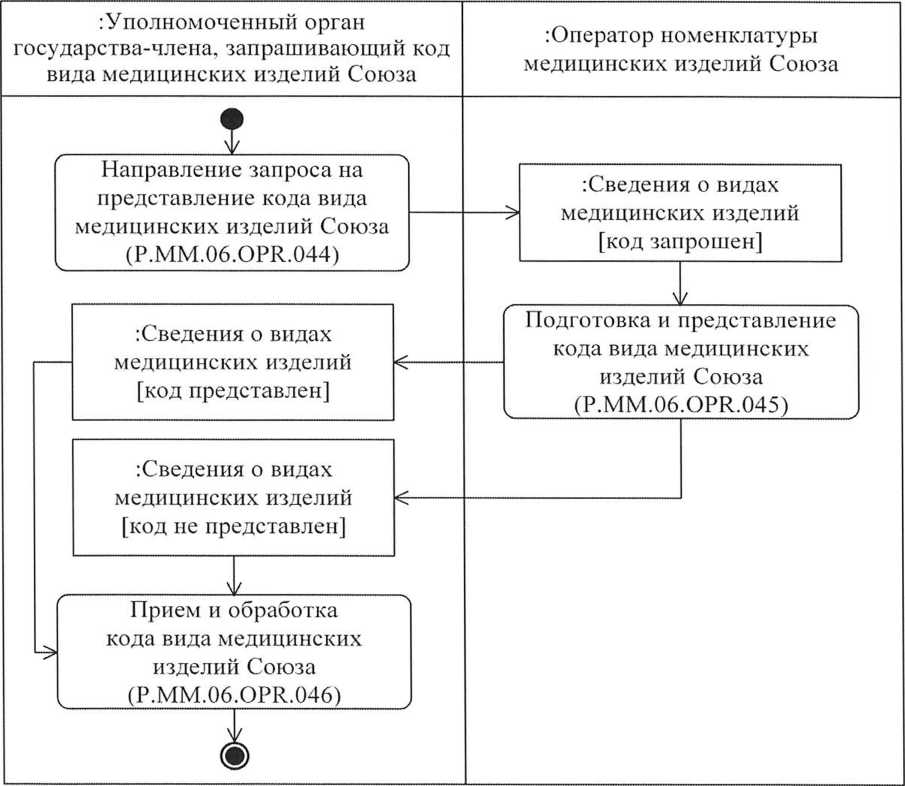 :Уполномоченный орган
государства-члена, запрашивающий код
вида медицинских изделий Союза
:Оператор номенклатуры
медицинских изделий Союза
Направление запроса на
представление кода вида
медицинских изделий Союза
(P.MM.06.OPR.044)
:Сведения о видах
медицинских изделий
[код запрошен]
Подготовка и представление
кода вида медицинских
изделий Союза
(P.MM.06.OPR.045)
:Сведения о видах
медицинских изделий
[код представлен]
:Сведения о видах
медицинских изделий
[код не представлен]
Прием и обработка
кода вида медицинских
изделий Союза
(P.MM.06.OPR.046)